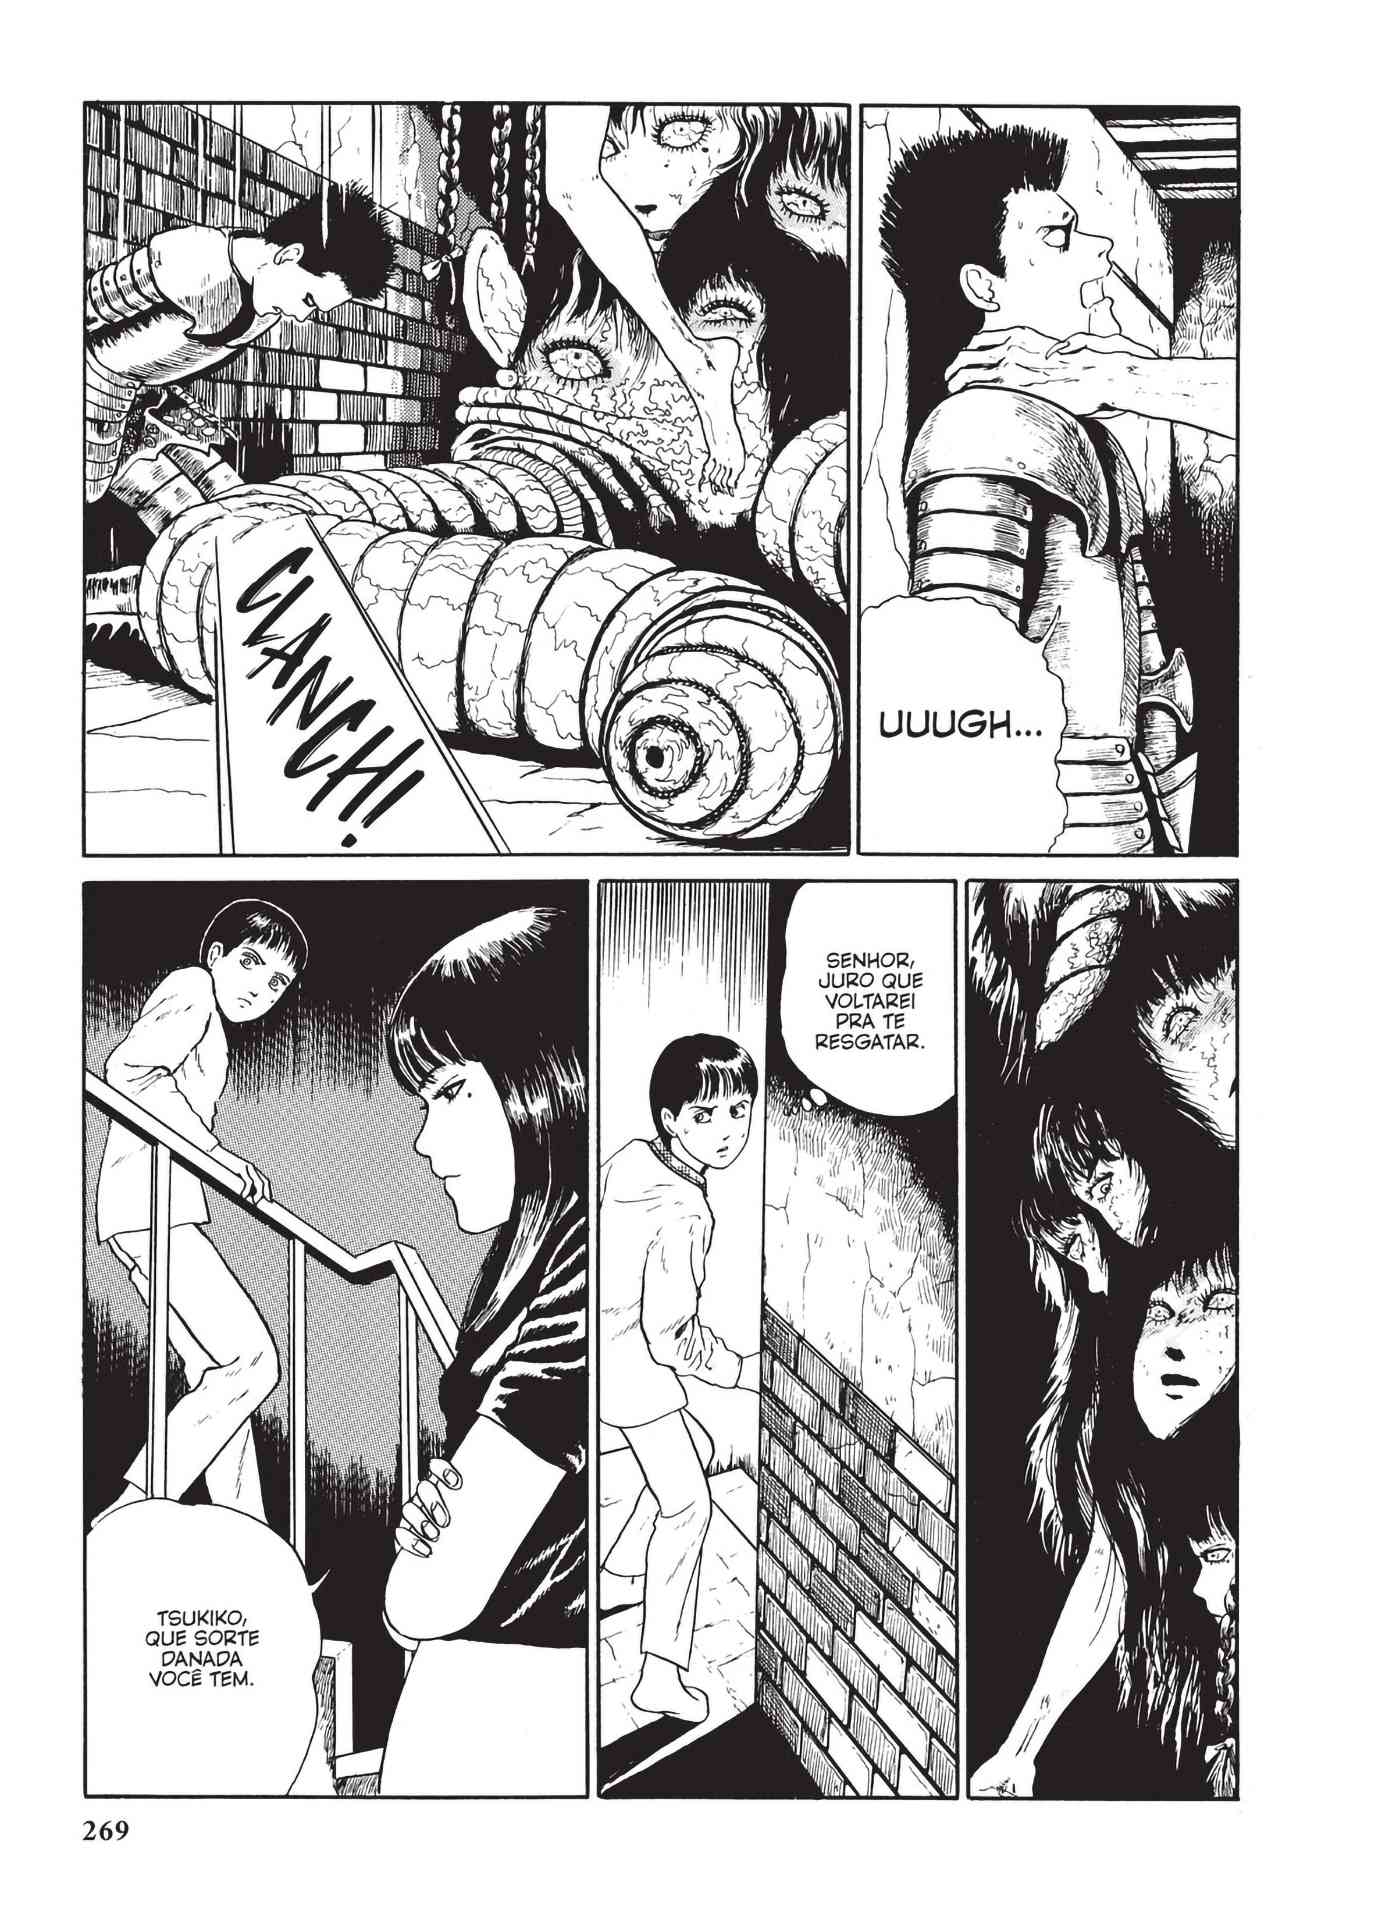 UUUGH...
CLANCH!
SENHOR,
JURO QUE
VOLTAREI
PRA TE
RESGATAR.
TSUKIKO,
QUE SORTE
DANADA
VOCÊ TEM.
269